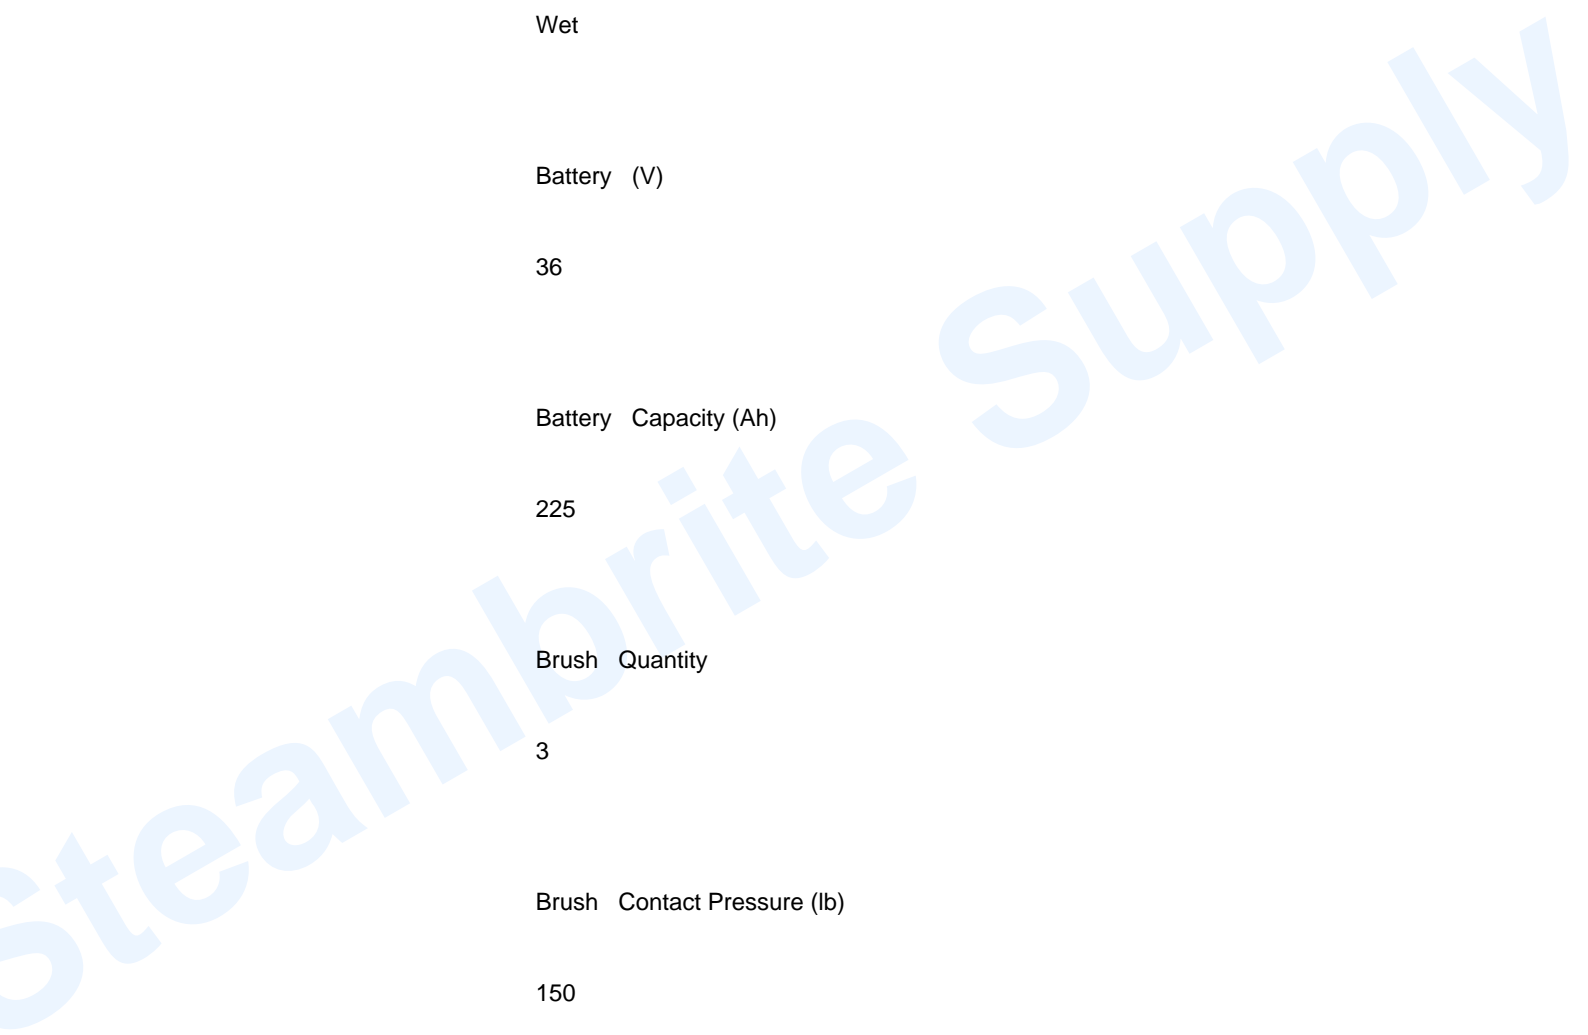 Wet
Battery (V)
36
Battery Capacity (Ah)
225
Brush Quantity
3
Brush Contact Pressure (lb)
150
Steambrite Supply